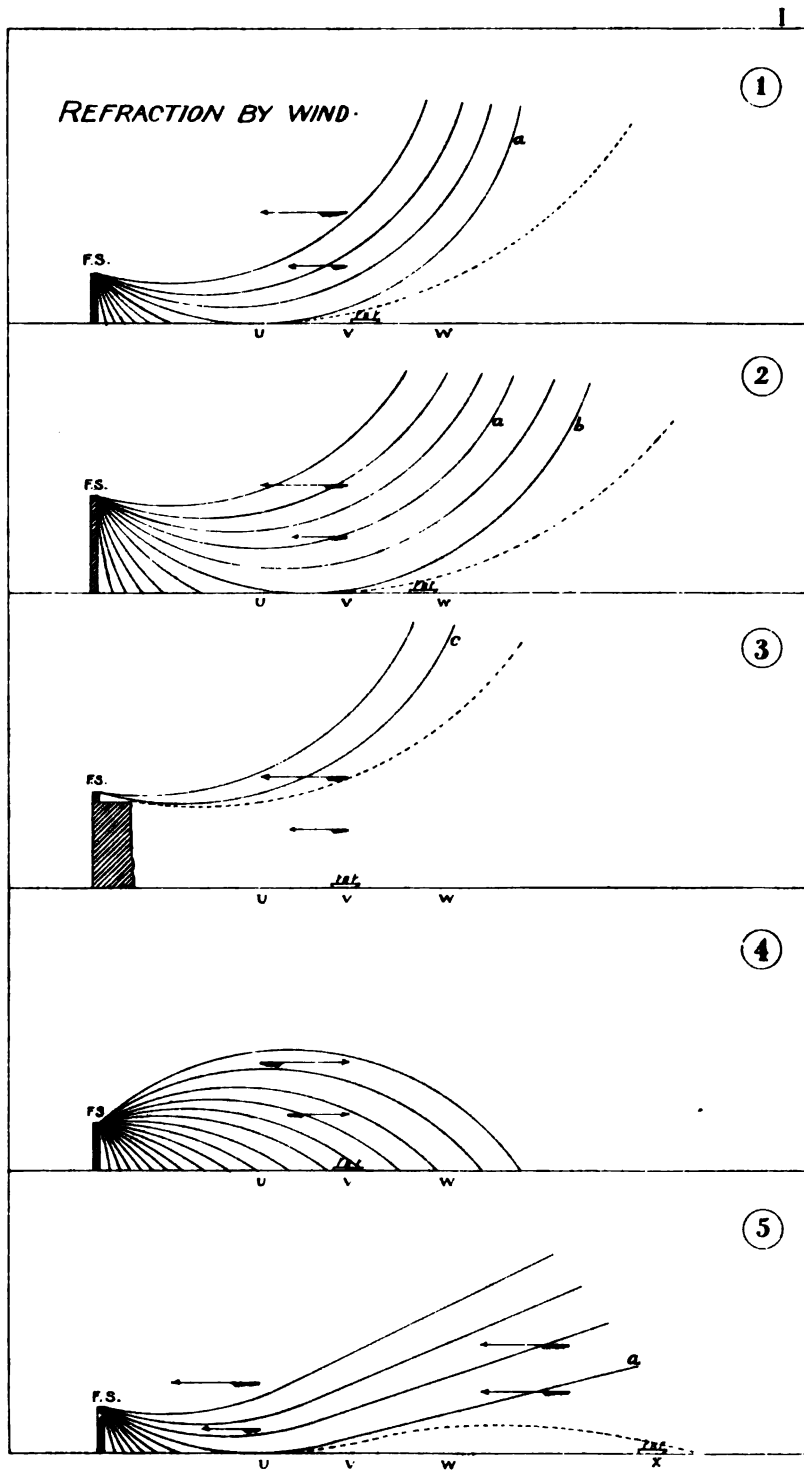 I
1
REFRACTION BY WIND.
a
F.S.
U V W
2
a b
F.S.
U V W
3
c
F.S.
U V W
4
F.S
U V W
5
a
F.S.
U V W X